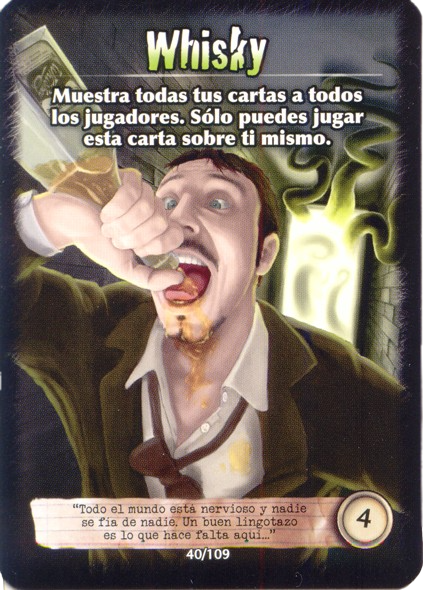 Whisky
Muestra todas tus cartas a todos
los jugadores. Sólo puedes jugar
esta carta sobre ti mismo.
"Todo el mundo está nervioso y nadie
se fía de nadie. Un buen lingotazo
es lo que hace falta aquí..."
4
40/109